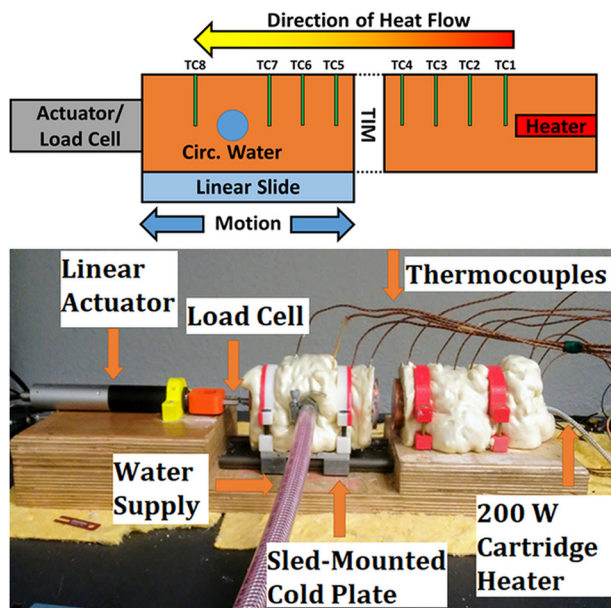 Direction of Heat Flow
TC8 TC7 TC6 TC5 TC4 TC3 TC2 TC1
Actuator/
Load Cell
TIM
Heater
Circ. Water
Linear Slide
Motion
Linear
Actuator
Load Cell
Thermocouples
Water
Supply
Sled-Mounted
Cold Plate
200 W
Cartridge
Heater